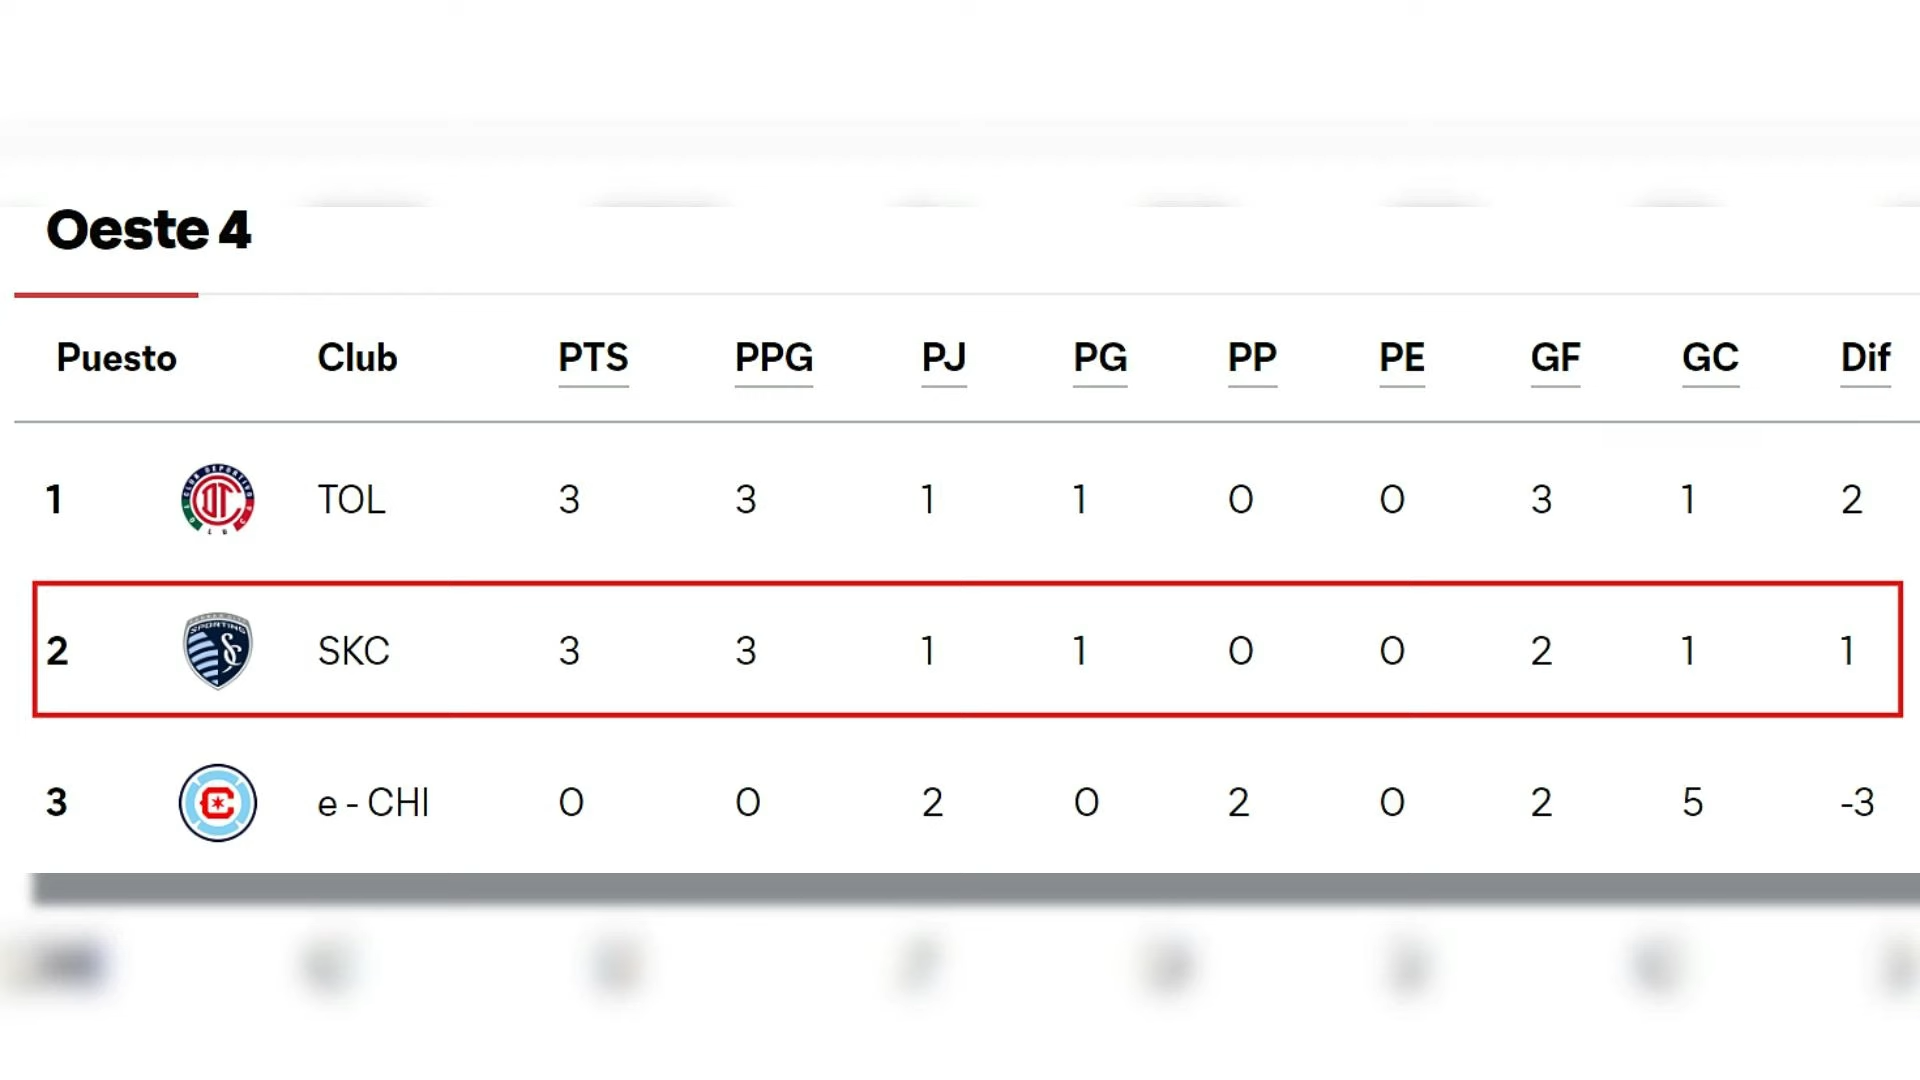 Oeste 4
Puesto Club PTS PPG PJ PG PP PE GF GC Dif
1 TOL 3 3 1 1 0 0 3 1 2
2 SPORTING SKC 3 3 1 1 0 0 2 1 1
3 e - CHI 0 0 2 0 2 0 2 5 -3